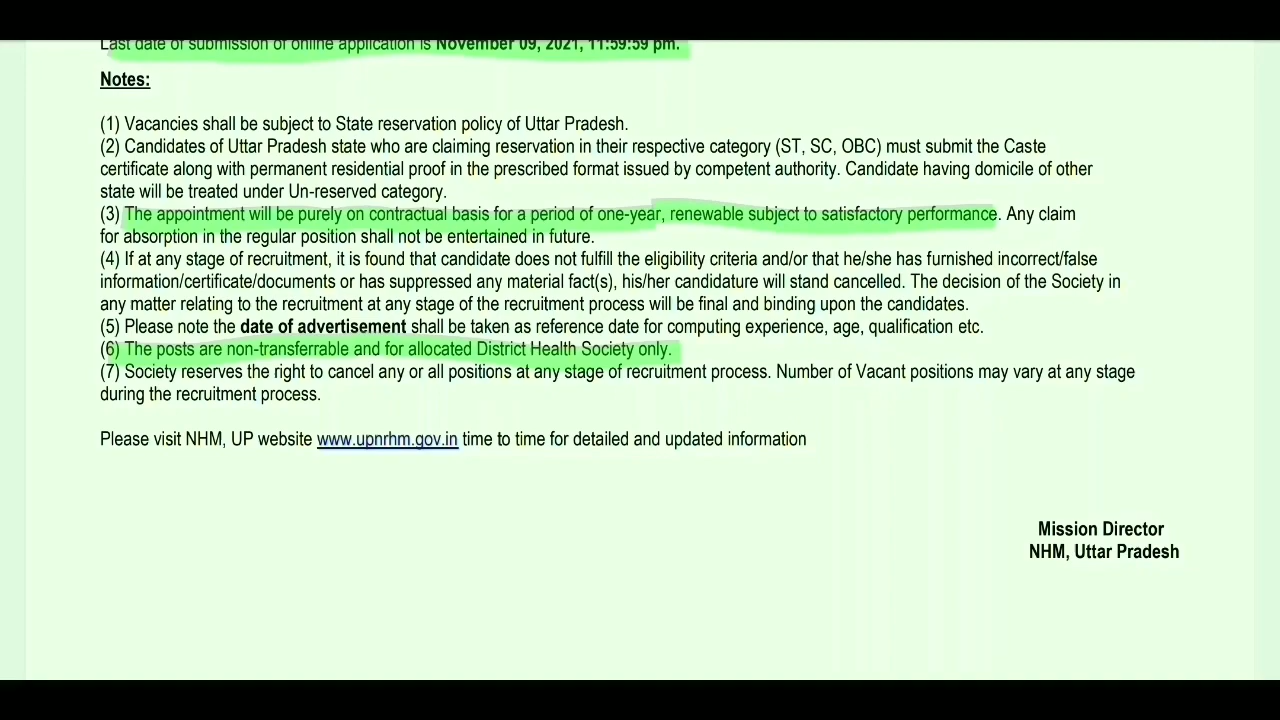 Last date of submission of online application is November 09, 2021, 11:59:59 pm.
Notes:
(1) Vacancies shall be subject to State reservation policy of Uttar Pradesh.
(2) Candidates of Uttar Pradesh state who are claiming reservation in their respective category (ST, SC, OBC) must submit the Caste
certificate along with permanent residential proof in the prescribed format issued by competent authority. Candidate having domicile of other
state will be treated under Un-reserved category.
(3) The appointment will be purely on contractual basis for a period of one-year, renewable subject to satisfactory performance. Any claim
for absorption in the regular position shall not be entertained in future.
(4) If at any stage of recruitment, it is found that candidate does not fulfill the eligibility criteria and/or that he/she has furnished incorrect/false
information/certificate/documents or has suppressed any material fact(s), his/her candidature will stand cancelled. The decision of the Society in
any matter relating to the recruitment at any stage of the recruitment process will be final and binding upon the candidates.
(5) Please note the date of advertisement shall be taken as reference date for computing experience, age, qualification etc.
(6) The posts are non-transferrable and for allocated District Health Society only.
(7) Society reserves the right to cancel any or all positions at any stage of recruitment process. Number of Vacant positions may vary at any stage
during the recruitment process.
Please visit NHM, UP website www.upnrhm.gov.in time to time for detailed and updated information
Mission Director
NHM, Uttar Pradesh